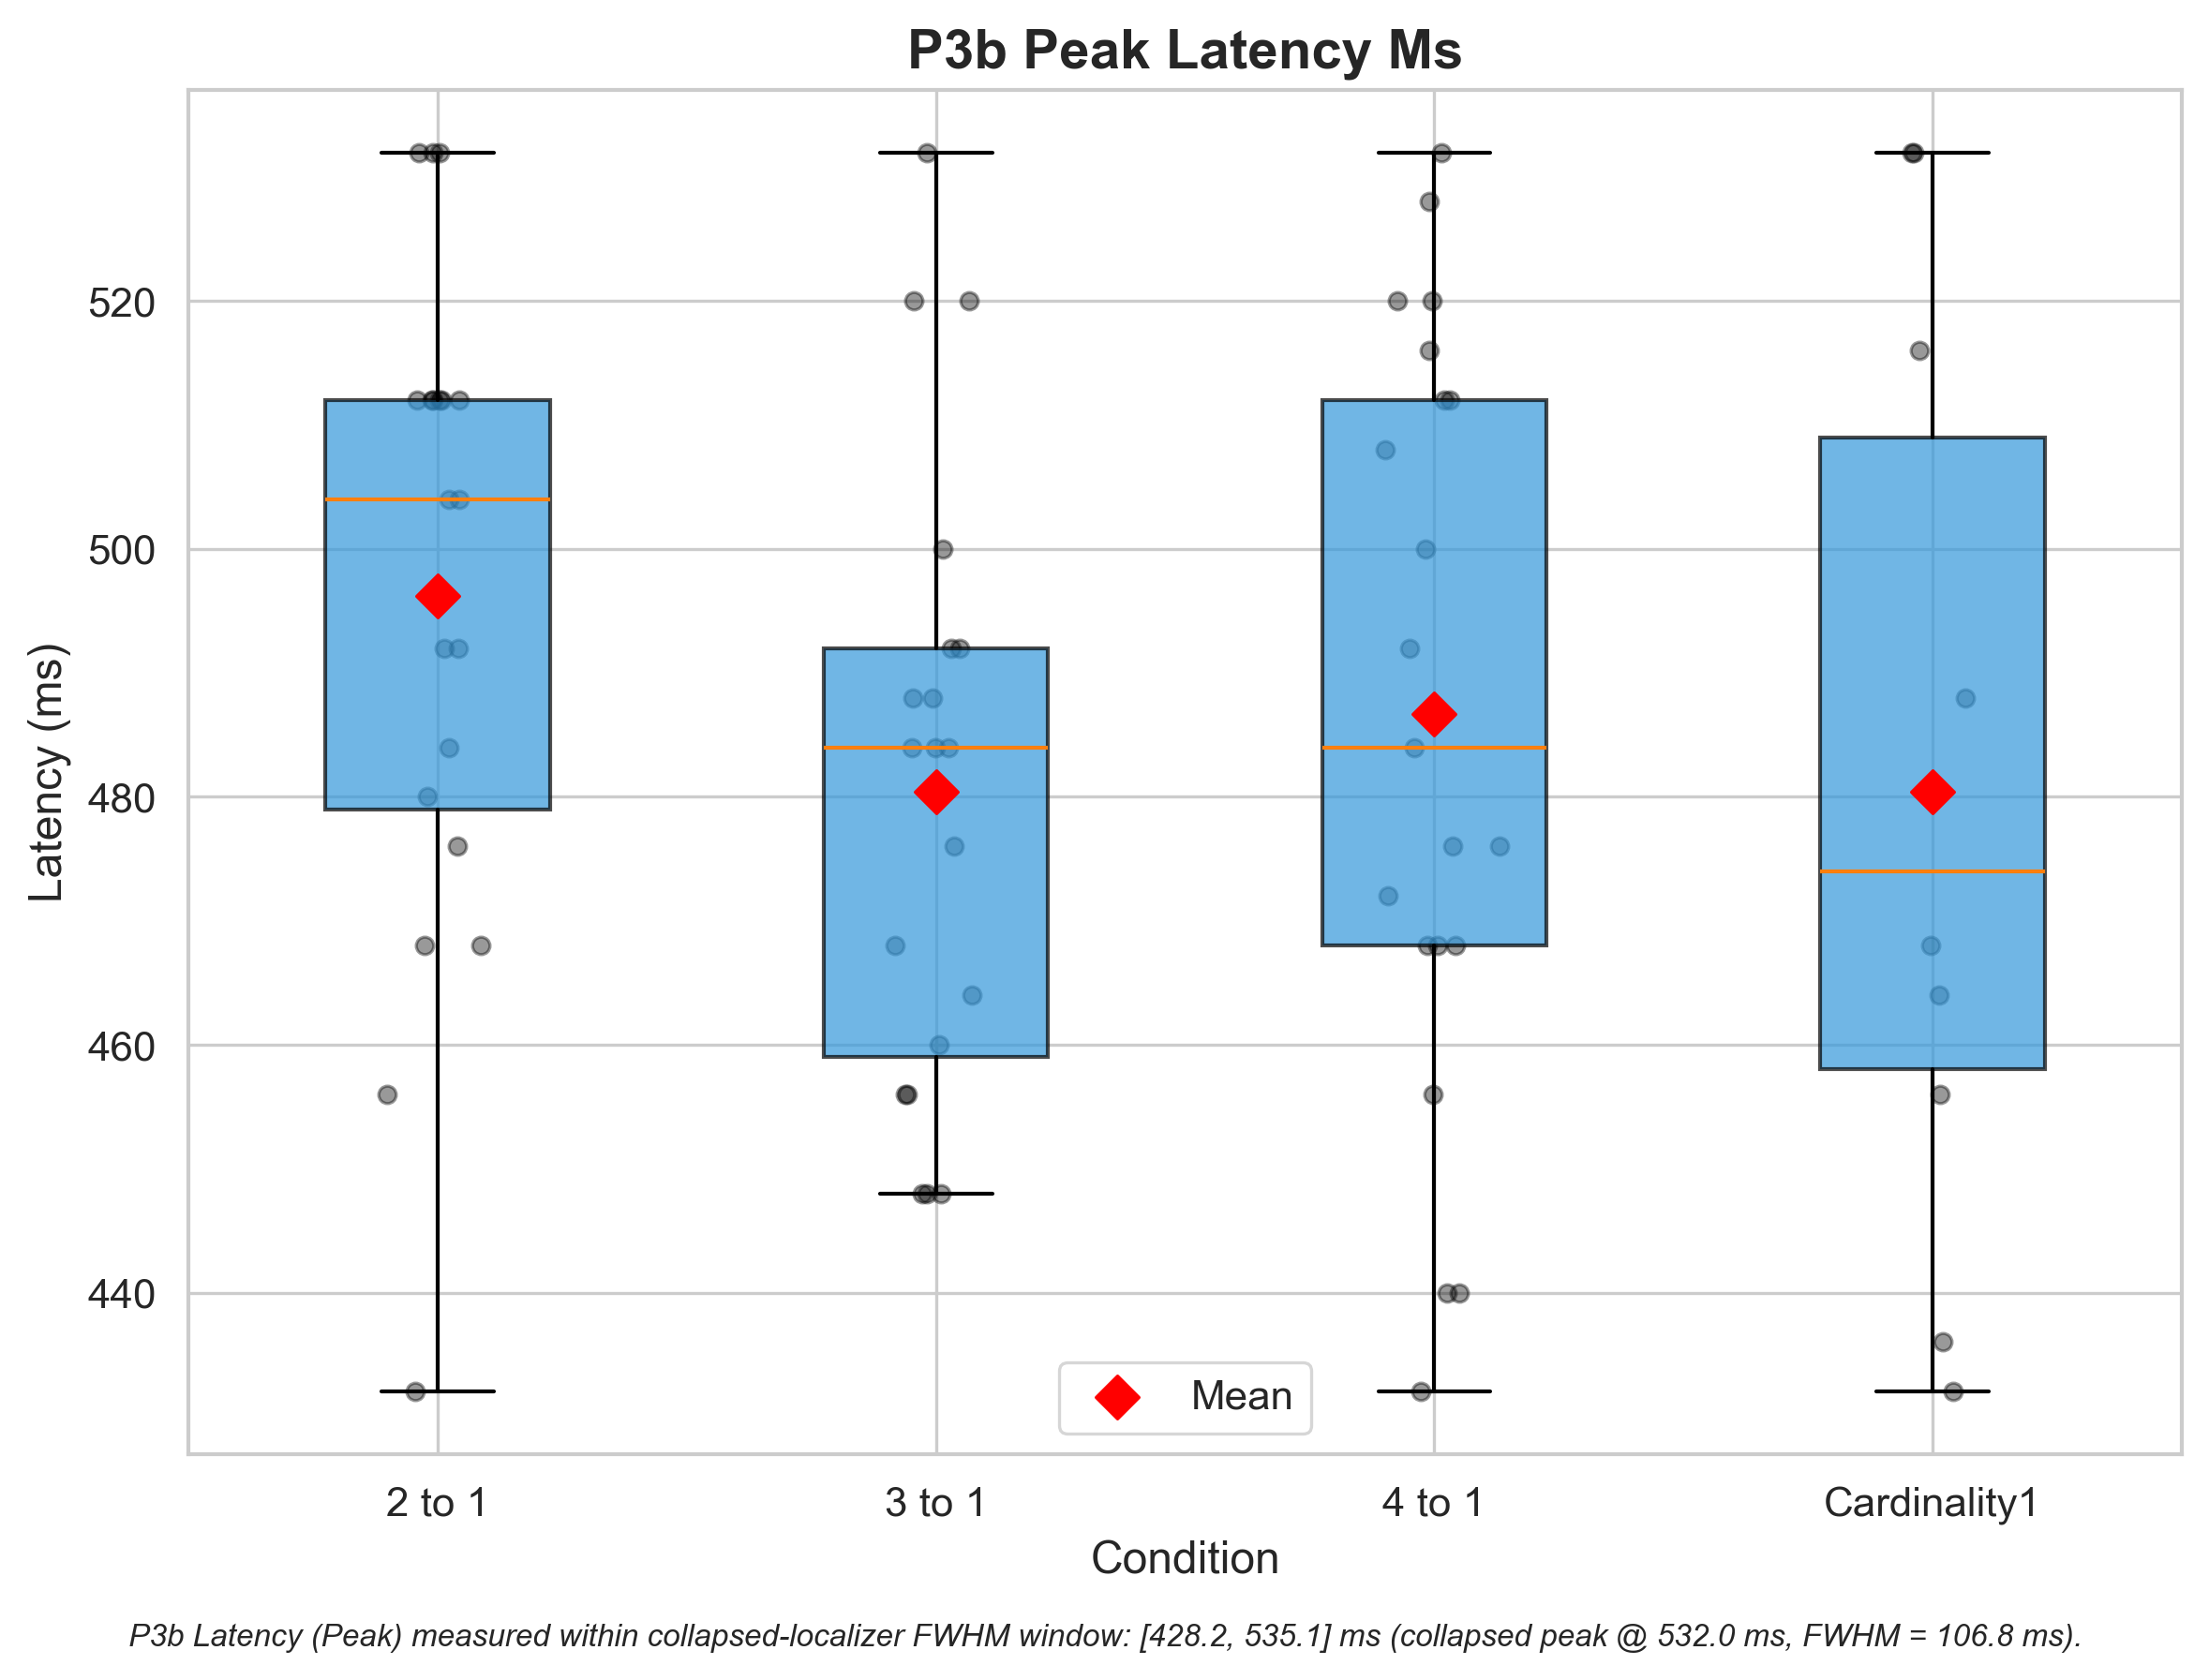 P3b Peak Latency Ms
Latency (ms)
520
500
480
460
440
Mean
2 to 1
3 to 1
4 to 1
Cardinality1
Condition
P3b Latency (Peak) measured within collapsed-localizer FWHM window: [428.2, 535.1] ms (collapsed peak @ 532.0 ms, FWHM = 106.8 ms).